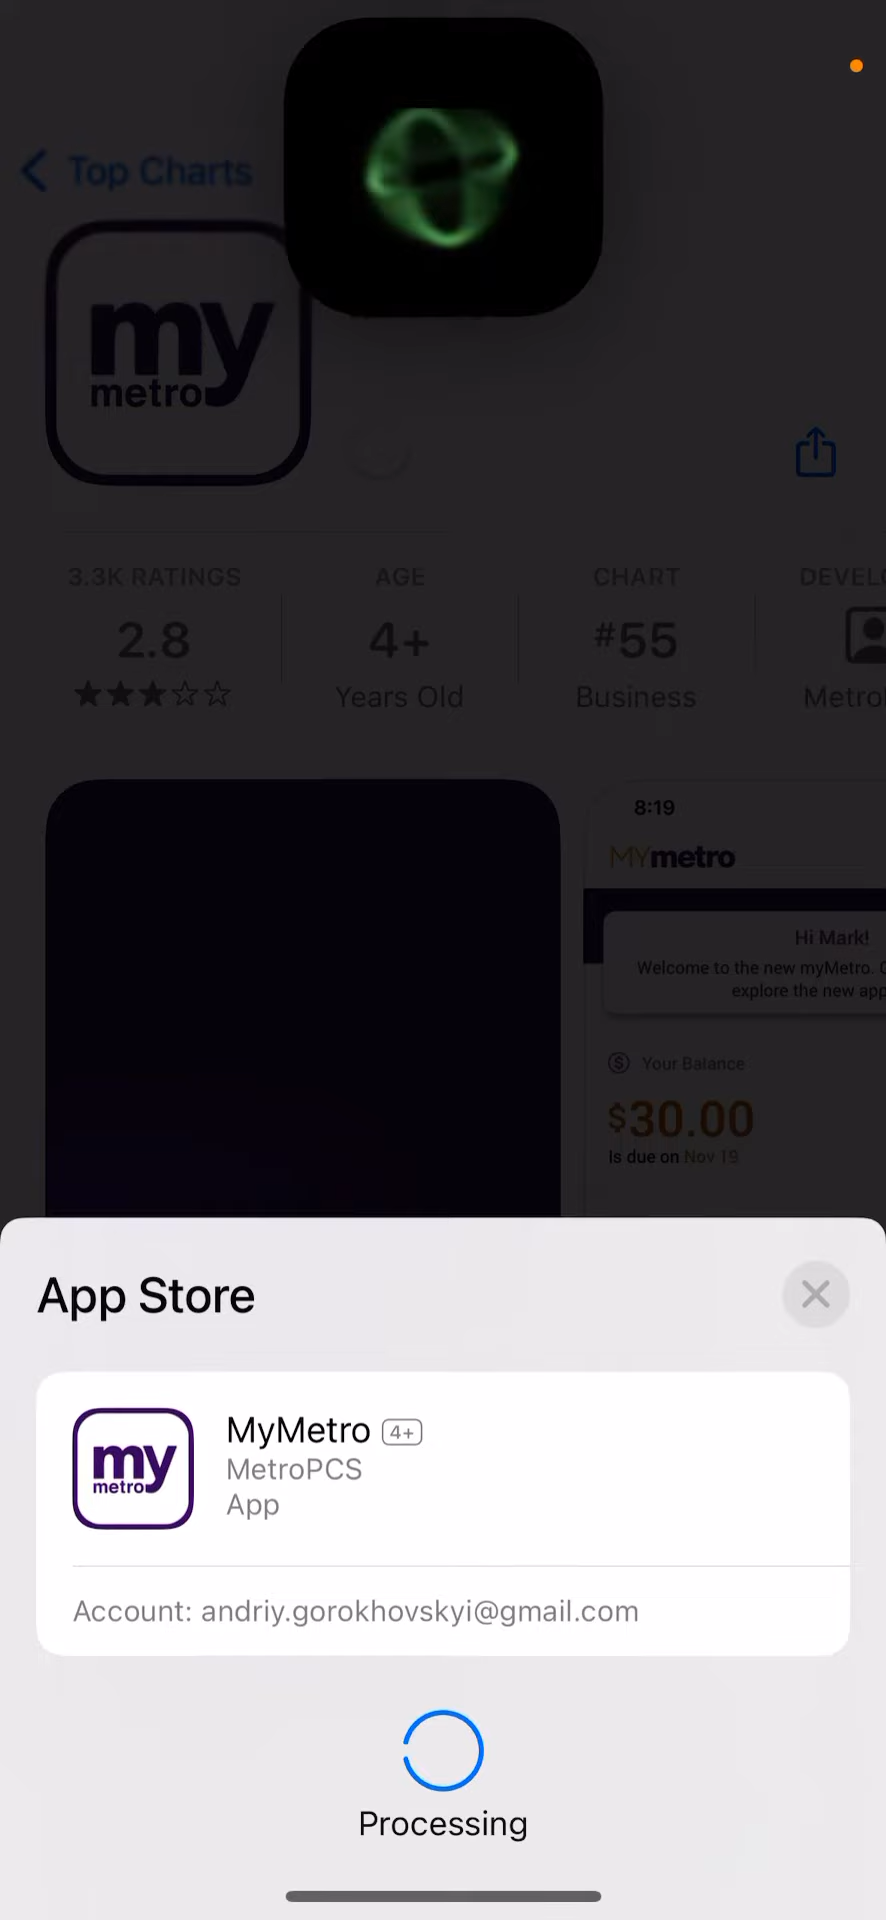 Top Charts
my
metro
3.3K RATINGS
AGE
CHART
2.8
4+
#55
Years Old
Business
8:19
MYmetro
Hi Mark!
Welcome to the new myMetro.
explore the new app
Your Balance
$30.00
Is due on Nov 19
App Store
my
metro
MyMetro 4+
MetroPCS
App
Account: andriy.gorokhovskyi@gmail.com
Processing